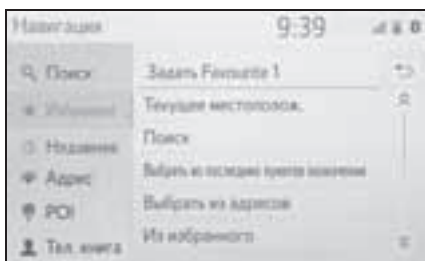 Навигация 9:39
Поиск
Избранное
Недавние
Адрес
POI
Тел. книга
Задать Favourite 1
Текущее местополож.
Поиск
Выбрать из последних пунктов назначения
Выбрать из адресов
Из избранного